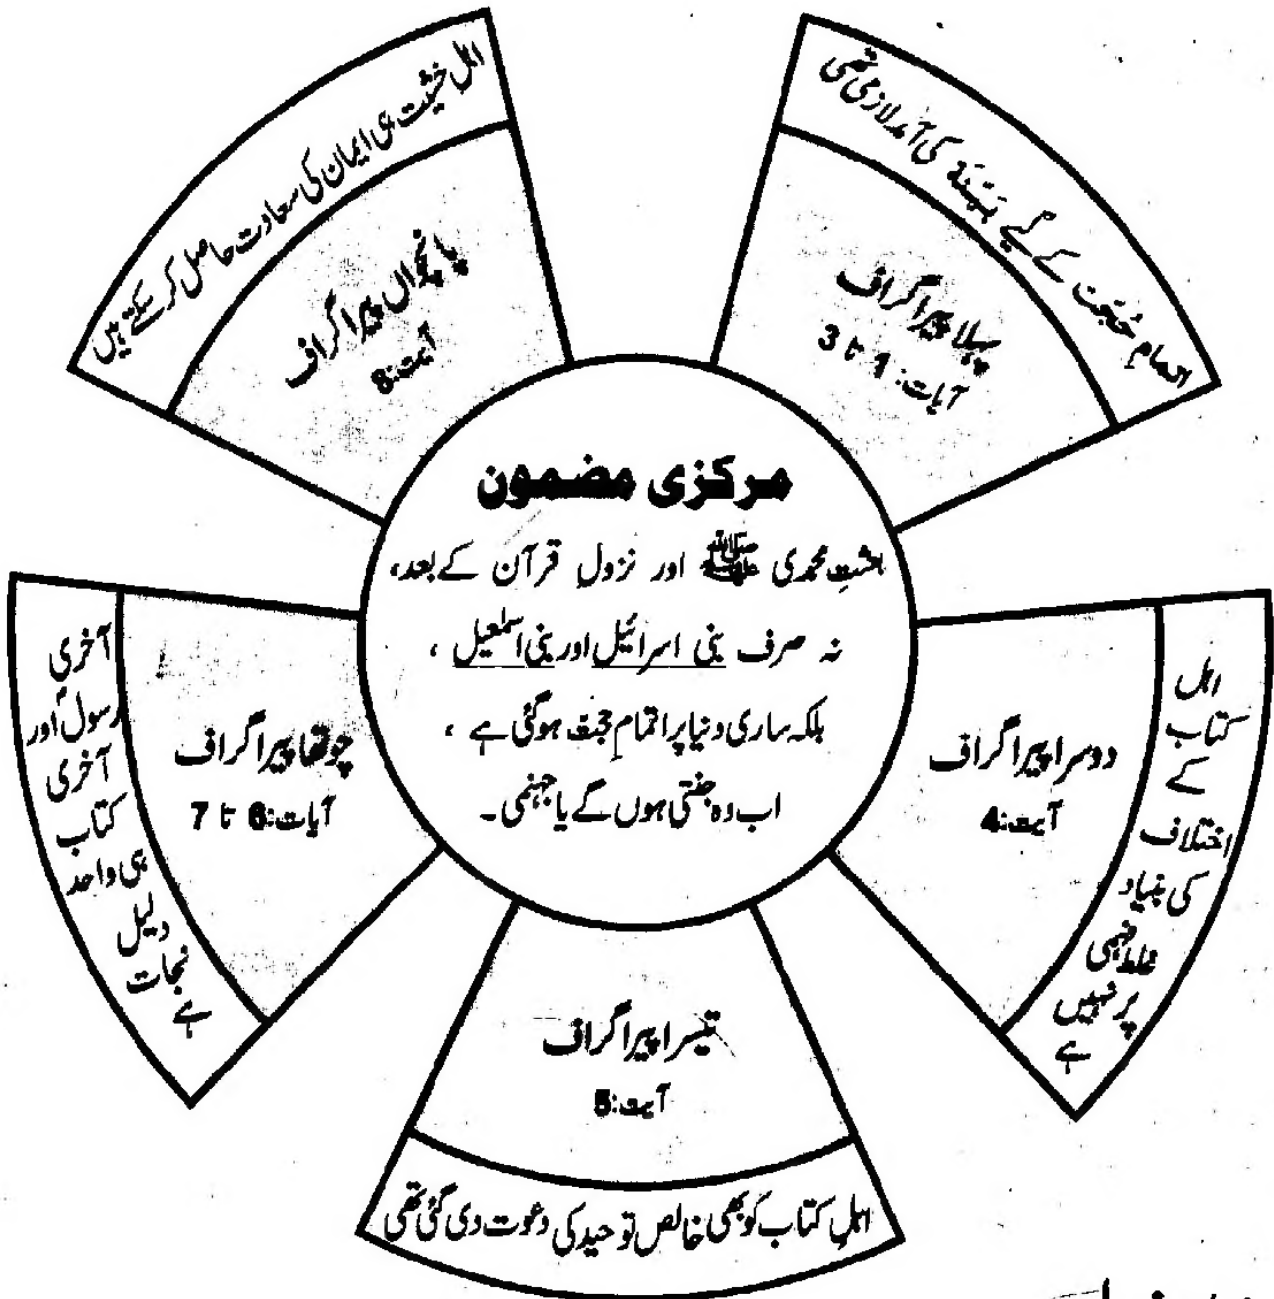 مرکزی مضمون
بعثتِ محمدی ﷺ اور نزولِ قرآن کے بعد،
نہ صرف بنی اسرائیل اور بنی اسمٰعیل ،
بلکہ ساری دنیا پر اتمامِ حجت ہوگئی ہے ،
اب وہ جنتی ہوں گے یا جہنمی۔
اتمامِ حُجّت کے لیے بَیِّنَۃ کی آمد لازمی تھی
پہلا پیراگراف
آیات: 1 تا 3
اہل
کتاب
کے
اختلاف
کی بنیاد
غلط فہمی
پر نہیں
ہے
دوسرا پیراگراف
آیت:4
تیسرا پیراگراف
آیت:5
اہلِ کتاب کو بھی خالص توحید کی دعوت دی گئی تھی
آخری
رسولؐ اور
آخری
کتاب
ہی واحد
دلیل
نجات
ہے
چوتھا پیراگراف
آیات:6 تا 7
اہلِ خشیت ہی ایمان کی سعادت حاصل کرسکتے ہیں
پانچواں پیراگراف
آیت:8